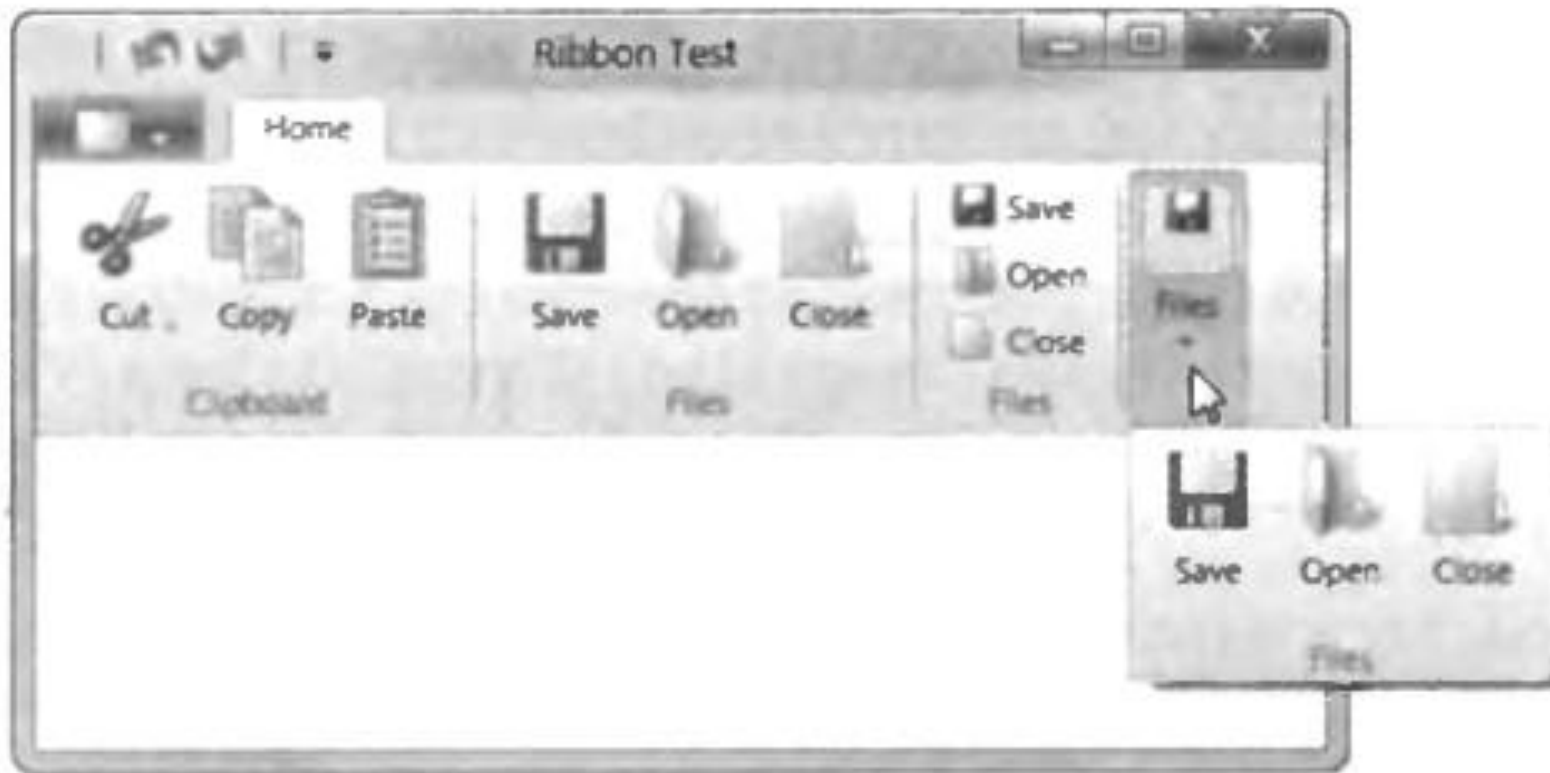 Ribbon Test
Home
Cut Copy Paste
Clipboard
Save Open Close
Files
Save
Open
Close
Files
Files
Save Open Close
Files